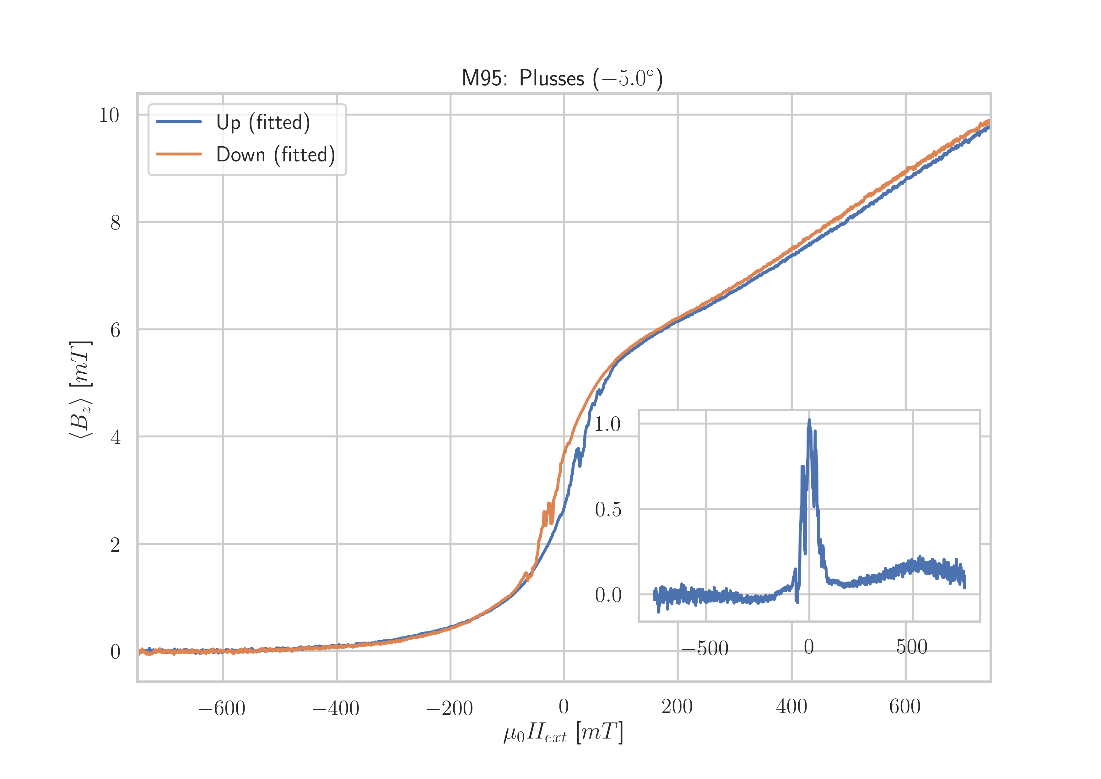 M95: Plusses (−5.0°)
Up (fitted)
Down (fitted)
10
8
6
4
2
0
⟨B_z⟩ [mT]
1.0
0.5
0.0
−500 0 500
−600 −400 −200 0 200 400 600
μ₀H_ext [mT]